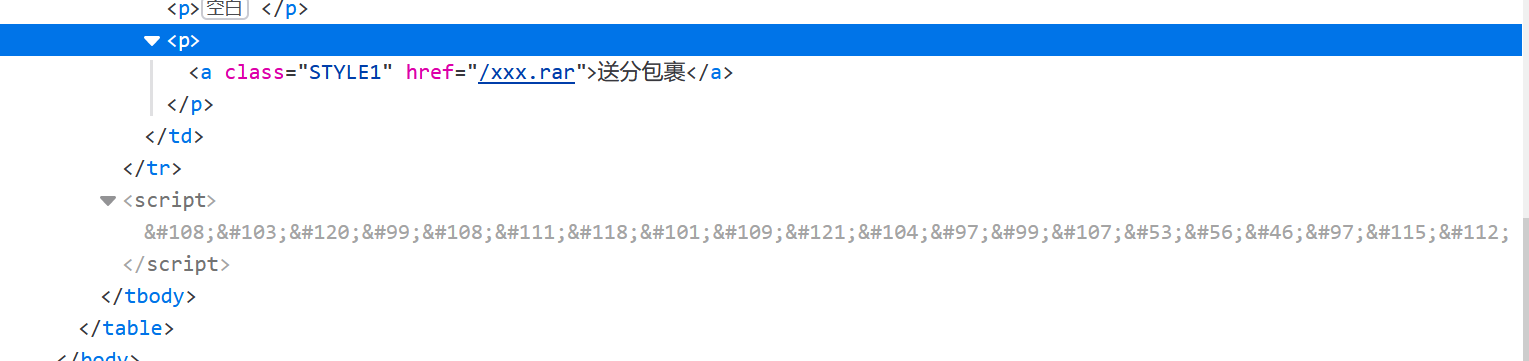 <p>空白 </p>
<p>
<a class="STYLE1" href="/xxx.rar">送分包裹</a>
</p>
</td>
</tr>
<script>
&#108;&#103;&#120;&#99;&#108;&#111;&#118;&#101;&#109;&#121;&#104;&#97;&#99;&#107;&#53;&#56;&#46;&#97;&#115;&#112;
</script>
</tbody>
</table>
</body>